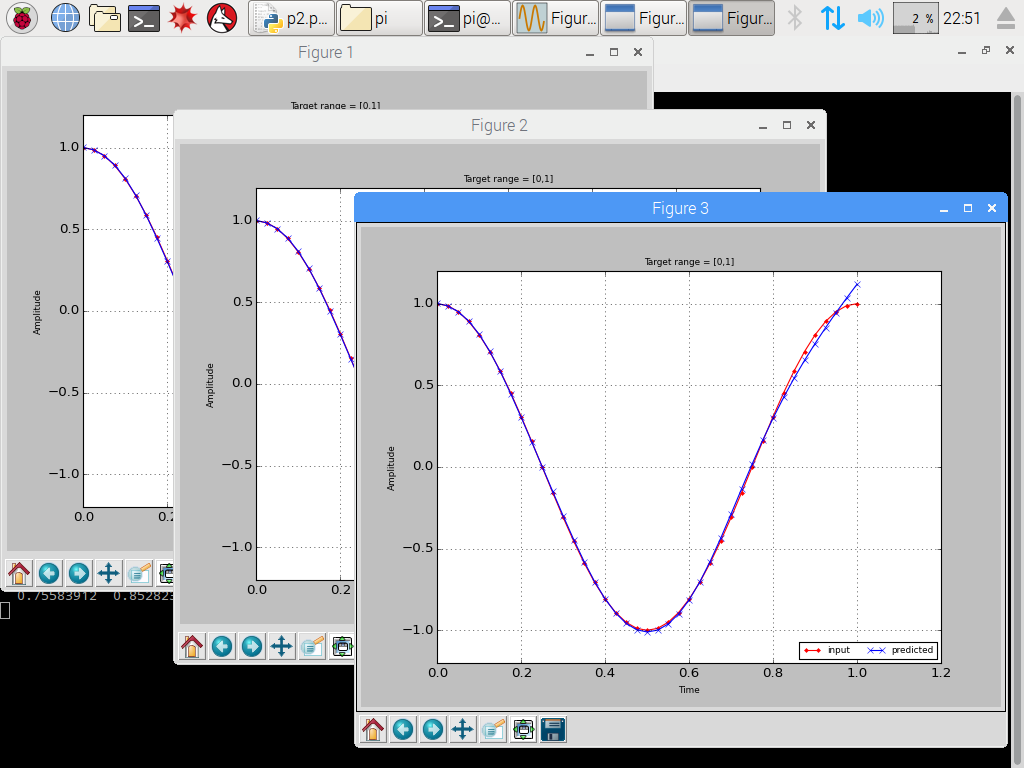 p2.p... pi pi@... Figur... Figur... Figur... 2 % 22:51
Figure 1
Target range = [0,1]
1.0
0.5
0.0
−0.5
−1.0
Amplitude
0.0
Figure 2
Target range = [0,1]
1.0
0.5
0.0
−0.5
−1.0
Amplitude
0.0 0.2
Figure 3
Target range = [0,1]
1.0
0.5
0.0
−0.5
−1.0
Amplitude
input predicted
0.0 0.2 0.4 0.6 0.8 1.0 1.2
Time
0.75583912